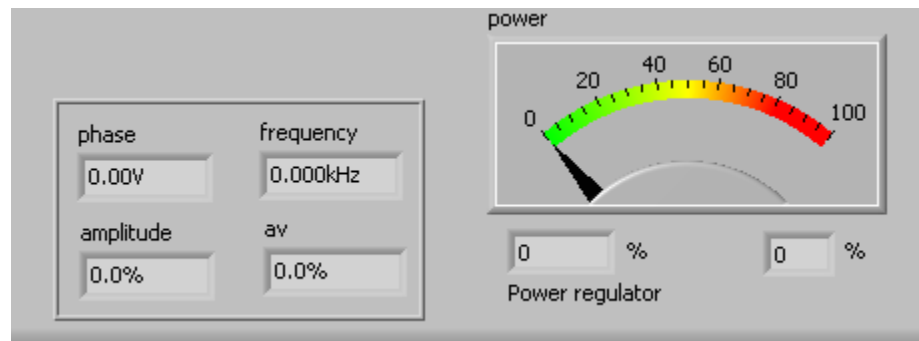 power
0 20 40 60 80 100
phase frequency
0.00V 0.000kHz
amplitude av
0.0% 0.0%
0 % 0 %
Power regulator